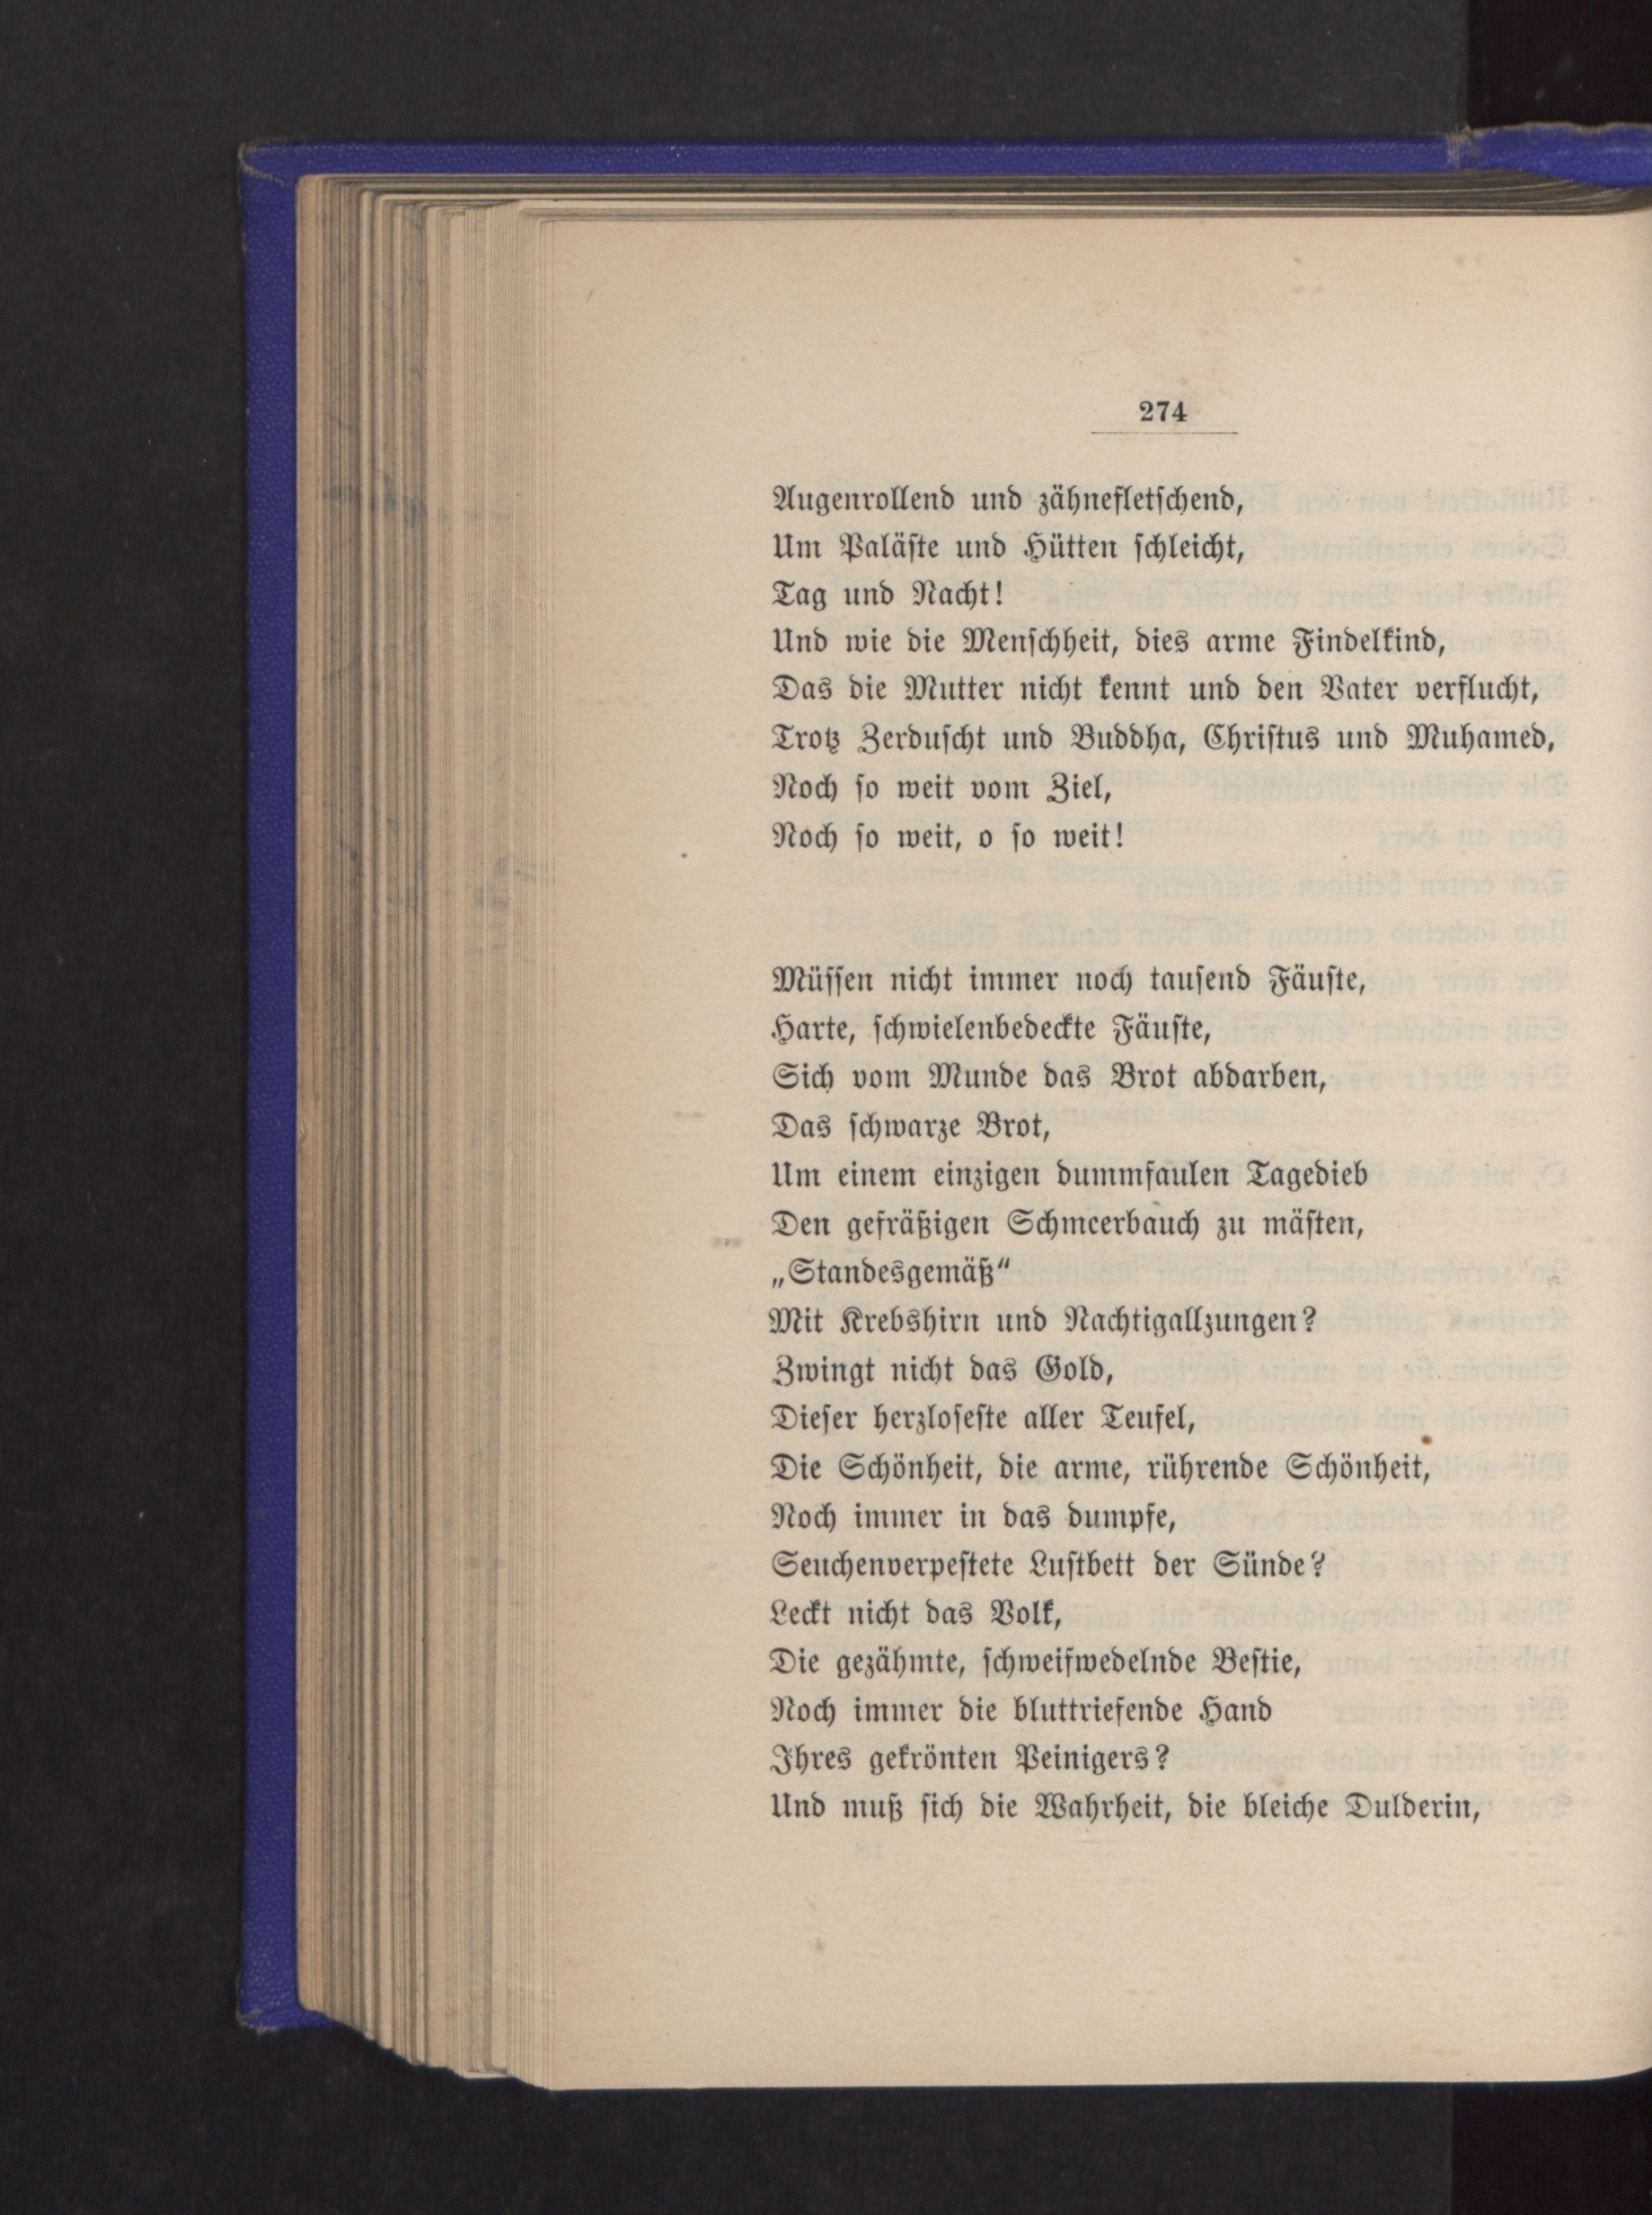 274
Augenrollend und zähnefletſchend,
Um Paläſte und Hütten ſchleicht,
Tag und Nacht!
Und wie die Menſchheit, dies arme Findelkind,
Das die Mutter nicht kennt und den Vater verflucht,
Trotz Zerduſcht und Buddha, Chriſtus und Muhamed,
Noch ſo weit vom Ziel,
Noch ſo weit, o ſo weit!
Müſſen nicht immer noch tauſend Fäuſte,
Harte, ſchwielenbedeckte Fäuſte,
Sich vom Munde das Brot abdarben,
Das ſchwarze Brot,
Um einem einzigen dummfaulen Tagedieb
Den gefräßigen Schmeerbauch zu mäſten,
„Standesgemäß“
Mit Krebshirn und Nachtigallzungen?
Zwingt nicht das Gold,
Dieſer herzloſeſte aller Teufel,
Die Schönheit, die arme, rührende Schönheit,
Noch immer in das dumpfe,
Seuchenverpeſtete Luſtbett der Sünde?
Leckt nicht das Volk,
Die gezähmte, ſchweifwedelnde Beſtie,
Noch immer die bluttriefende Hand
Ihres gekrönten Peinigers?
Und muß ſich die Wahrheit, die bleiche Dulderin,